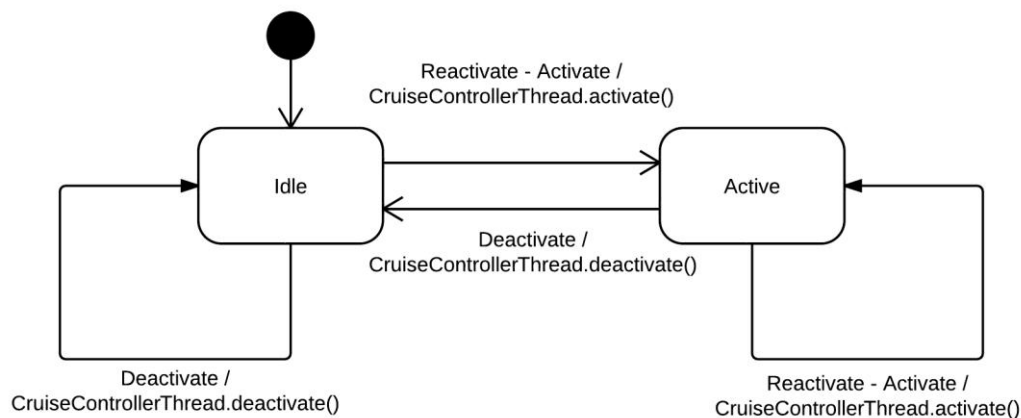 Reactivate - Activate /
CruiseControllerThread.activate()
Idle
Active
Deactivate /
CruiseControllerThread.deactivate()
Deactivate /
CruiseControllerThread.deactivate()
Reactivate - Activate /
CruiseControllerThread.activate()